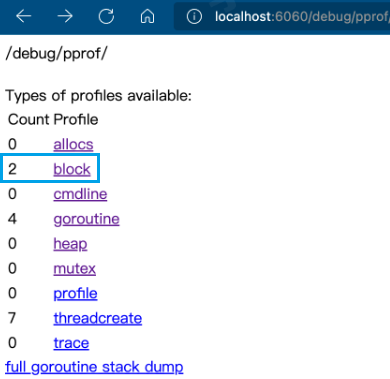 localhost:6060/debug/pprof/
/debug/pprof/
Types of profiles available:
Count Profile
0 allocs
2 block
0 cmdline
4 goroutine
0 heap
0 mutex
0 profile
7 threadcreate
0 trace
full goroutine stack dump